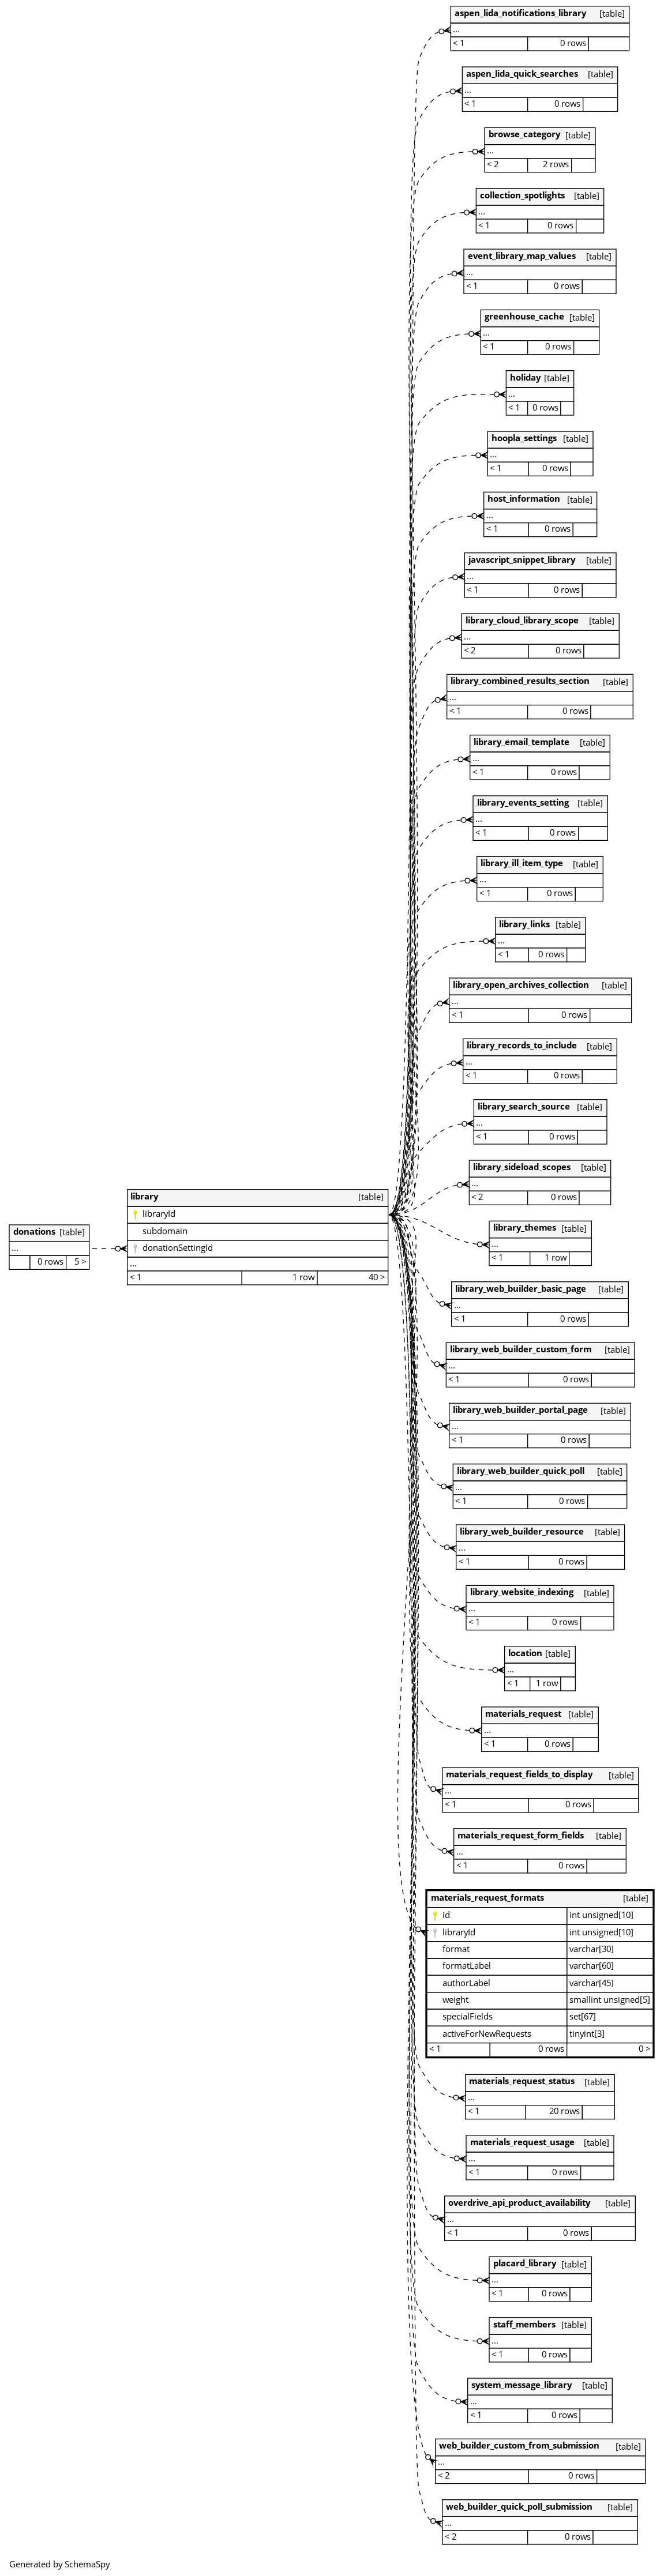 aspen_lida_notifications_library [table]
...
< 1 0 rows
aspen_lida_quick_searches [table]
...
< 1 0 rows
browse_category [table]
...
< 2 2 rows
collection_spotlights [table]
...
< 1 0 rows
event_library_map_values [table]
...
< 1 0 rows
greenhouse_cache [table]
...
< 1 0 rows
holiday [table]
...
< 1 0 rows
hoopla_settings [table]
...
< 1 0 rows
host_information [table]
...
< 1 0 rows
javascript_snippet_library [table]
...
< 1 0 rows
library_cloud_library_scope [table]
...
< 2 0 rows
library_combined_results_section [table]
...
< 1 0 rows
library_email_template [table]
...
< 1 0 rows
library_events_setting [table]
...
< 1 0 rows
library_ill_item_type [table]
...
< 1 0 rows
library_links [table]
...
< 1 0 rows
library_open_archives_collection [table]
...
< 1 0 rows
library_records_to_include [table]
...
< 1 0 rows
library_search_source [table]
...
< 1 0 rows
library_sideload_scopes [table]
...
< 2 0 rows
donations [table]
...
0 rows 5 >
library [table]
libraryId
subdomain
donationSettingId
...
< 1 1 row 40 >
library_themes [table]
...
< 1 1 row
library_web_builder_basic_page [table]
...
< 1 0 rows
library_web_builder_custom_form [table]
...
< 1 0 rows
library_web_builder_portal_page [table]
...
< 1 0 rows
library_web_builder_quick_poll [table]
...
< 1 0 rows
library_web_builder_resource [table]
...
< 1 0 rows
library_website_indexing [table]
...
< 1 0 rows
location [table]
...
< 1 1 row
materials_request [table]
...
< 1 0 rows
materials_request_fields_to_display [table]
...
< 1 0 rows
materials_request_form_fields [table]
...
< 1 0 rows
materials_request_formats [table]
id int unsigned[10]
libraryId int unsigned[10]
format varchar[30]
formatLabel varchar[60]
authorLabel varchar[45]
weight smallint unsigned[5]
specialFields set[67]
activeForNewRequests tinyint[3]
< 1 0 rows 0 >
materials_request_status [table]
...
< 1 20 rows
materials_request_usage [table]
...
< 1 0 rows
overdrive_api_product_availability [table]
...
< 1 0 rows
placard_library [table]
...
< 1 0 rows
staff_members [table]
...
< 1 0 rows
system_message_library [table]
...
< 1 0 rows
web_builder_custom_from_submission [table]
...
< 2 0 rows
web_builder_quick_poll_submission [table]
...
< 2 0 rows
Generated by SchemaSpy